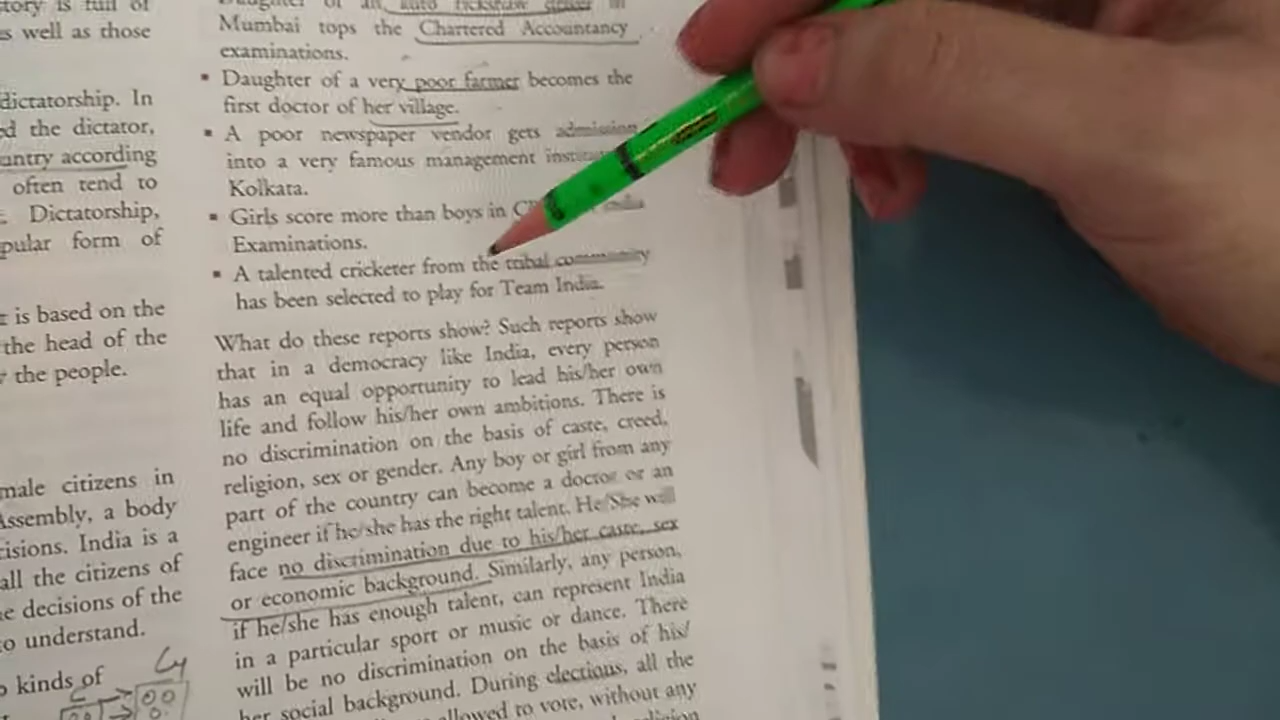 tory is full of
s well as those
dictatorship. In
ed the dictator,
untry according
often tend to
Dictatorship,
pular form of
is based on the
the head of the
the people.
male citizens in
Assembly, a body
cisions. India is a
all the citizens of
e decisions of the
to understand.
kinds of
Daughter of an auto rickshaw driver in
Mumbai tops the Chartered Accountancy
examinations.
▪ Daughter of a very poor farmer becomes the
first doctor of her village.
▪ A poor newspaper vendor gets admission
into a very famous management
Kolkata.
▪ Girls score more than boys in
Examinations.
▪ A talented cricketer from the tribal community
has been selected to play for Team India.
What do these reports show? Such reports show
that in a democracy like India, every person
has an equal opportunity to lead his/her own
life and follow his/her own ambitions. There is
no discrimination on the basis of caste, creed,
religion, sex or gender. Any boy or girl from any
part of the country can become a doctor or an
engineer if he/she has the right talent. He/She will
face no discrimination due to his/her caste, sex
or economic background. Similarly, any person,
if he/she has enough talent, can represent India
in a particular sport or music or dance. There
will be no discrimination on the basis of his/
her social background. During elections, all the
allowed to vote, without any